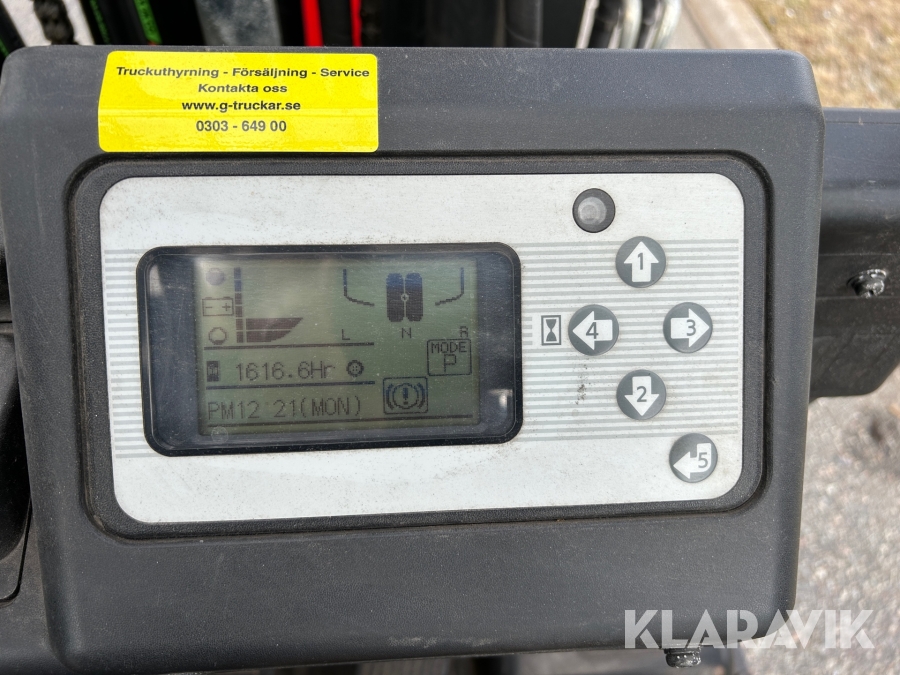 Truckuthyrning - Försäljning - Service
Kontakta oss
www.g-truckar.se
0303 - 649 00
1
4
3
2
5
L N R
MODE
P
1616.6Hr
PM12 21(MON)
KLARAVIK